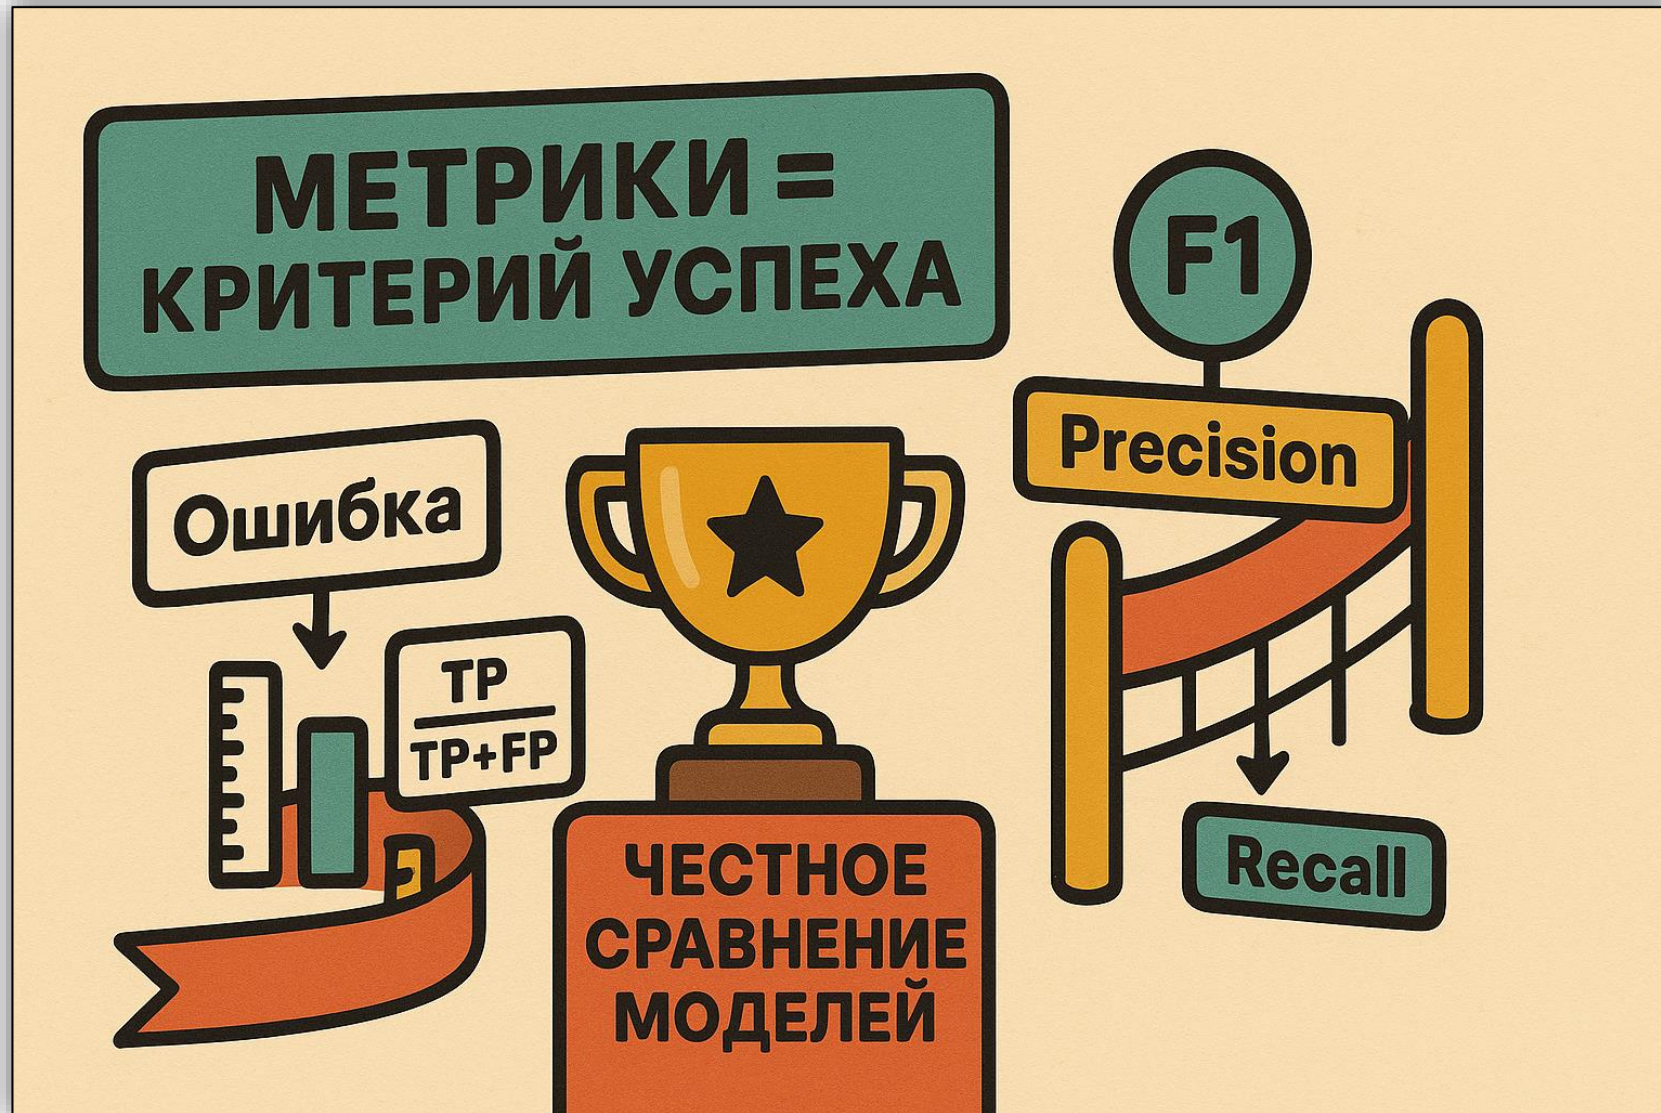 МЕТРИКИ =
КРИТЕРИЙ УСПЕХА
F1
Precision
Ошибка
TP
TP+FP
ЧЕСТНОЕ
СРАВНЕНИЕ
МОДЕЛЕЙ
Recall